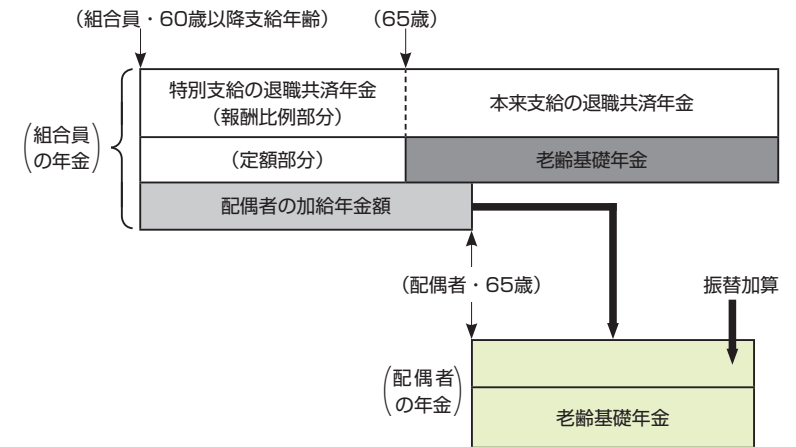 （組合員・60歳以降支給年齢）
（65歳）
特別支給の退職共済年金
（報酬比例部分）
本来支給の退職共済年金
（組合員
の年金）
（定額部分）
老齢基礎年金
配偶者の加給年金額
（配偶者・65歳）
振替加算
（配偶者
の年金）
老齢基礎年金